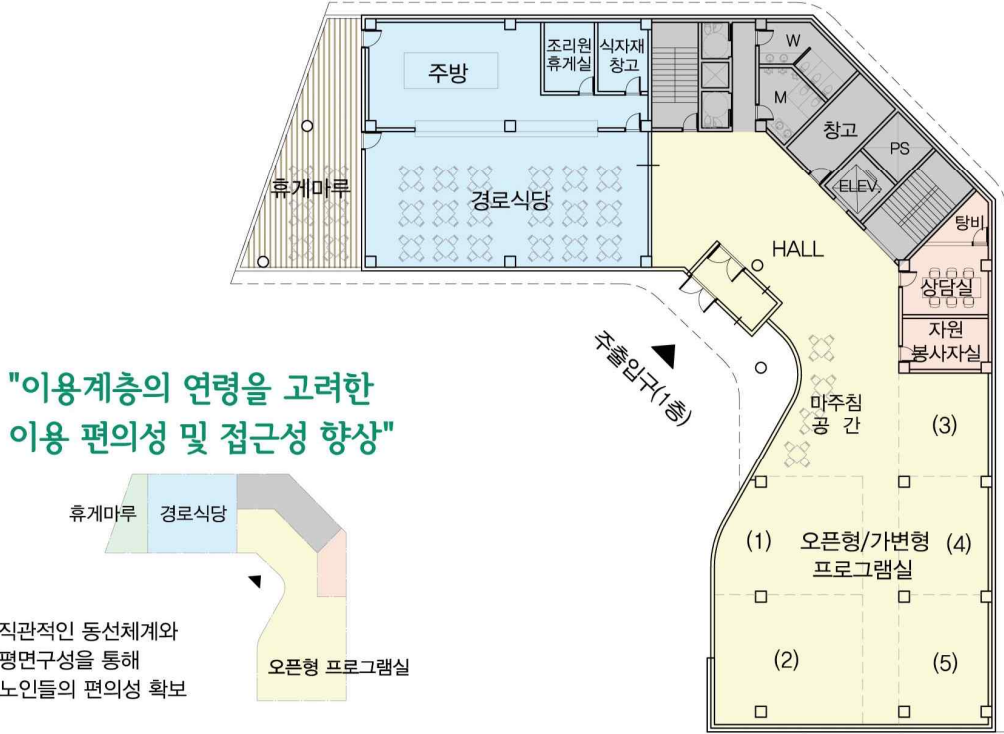 주방
조리원
휴게실
식자재
창고
W
M
창고
PS
ELEV.
휴게마루
경로식당
HALL
탕비
상담실
자원
봉사자실
주출입구(1층)
마주침
공 간
(3)
(1)
오픈형/가변형
프로그램실
(4)
(2)
(5)
"이용계층의 연령을 고려한
이용 편의성 및 접근성 향상"
휴게마루
경로식당
오픈형 프로그램실
직관적인 동선체계와
평면구성을 통해
노인들의 편의성 확보